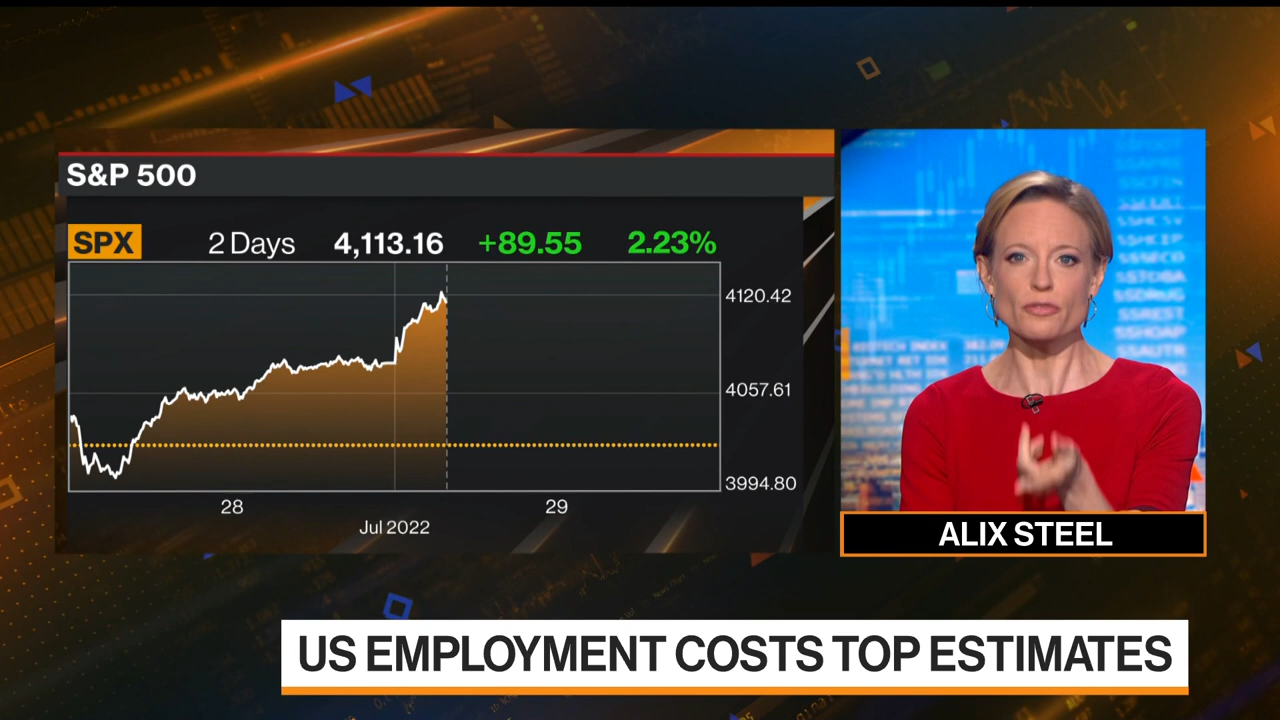 S&P 500
SPX 2 Days 4,113.16 +89.55 2.23%
4120.42
4057.61
3994.80
28 29
Jul 2022
ALIX STEEL
US EMPLOYMENT COSTS TOP ESTIMATES